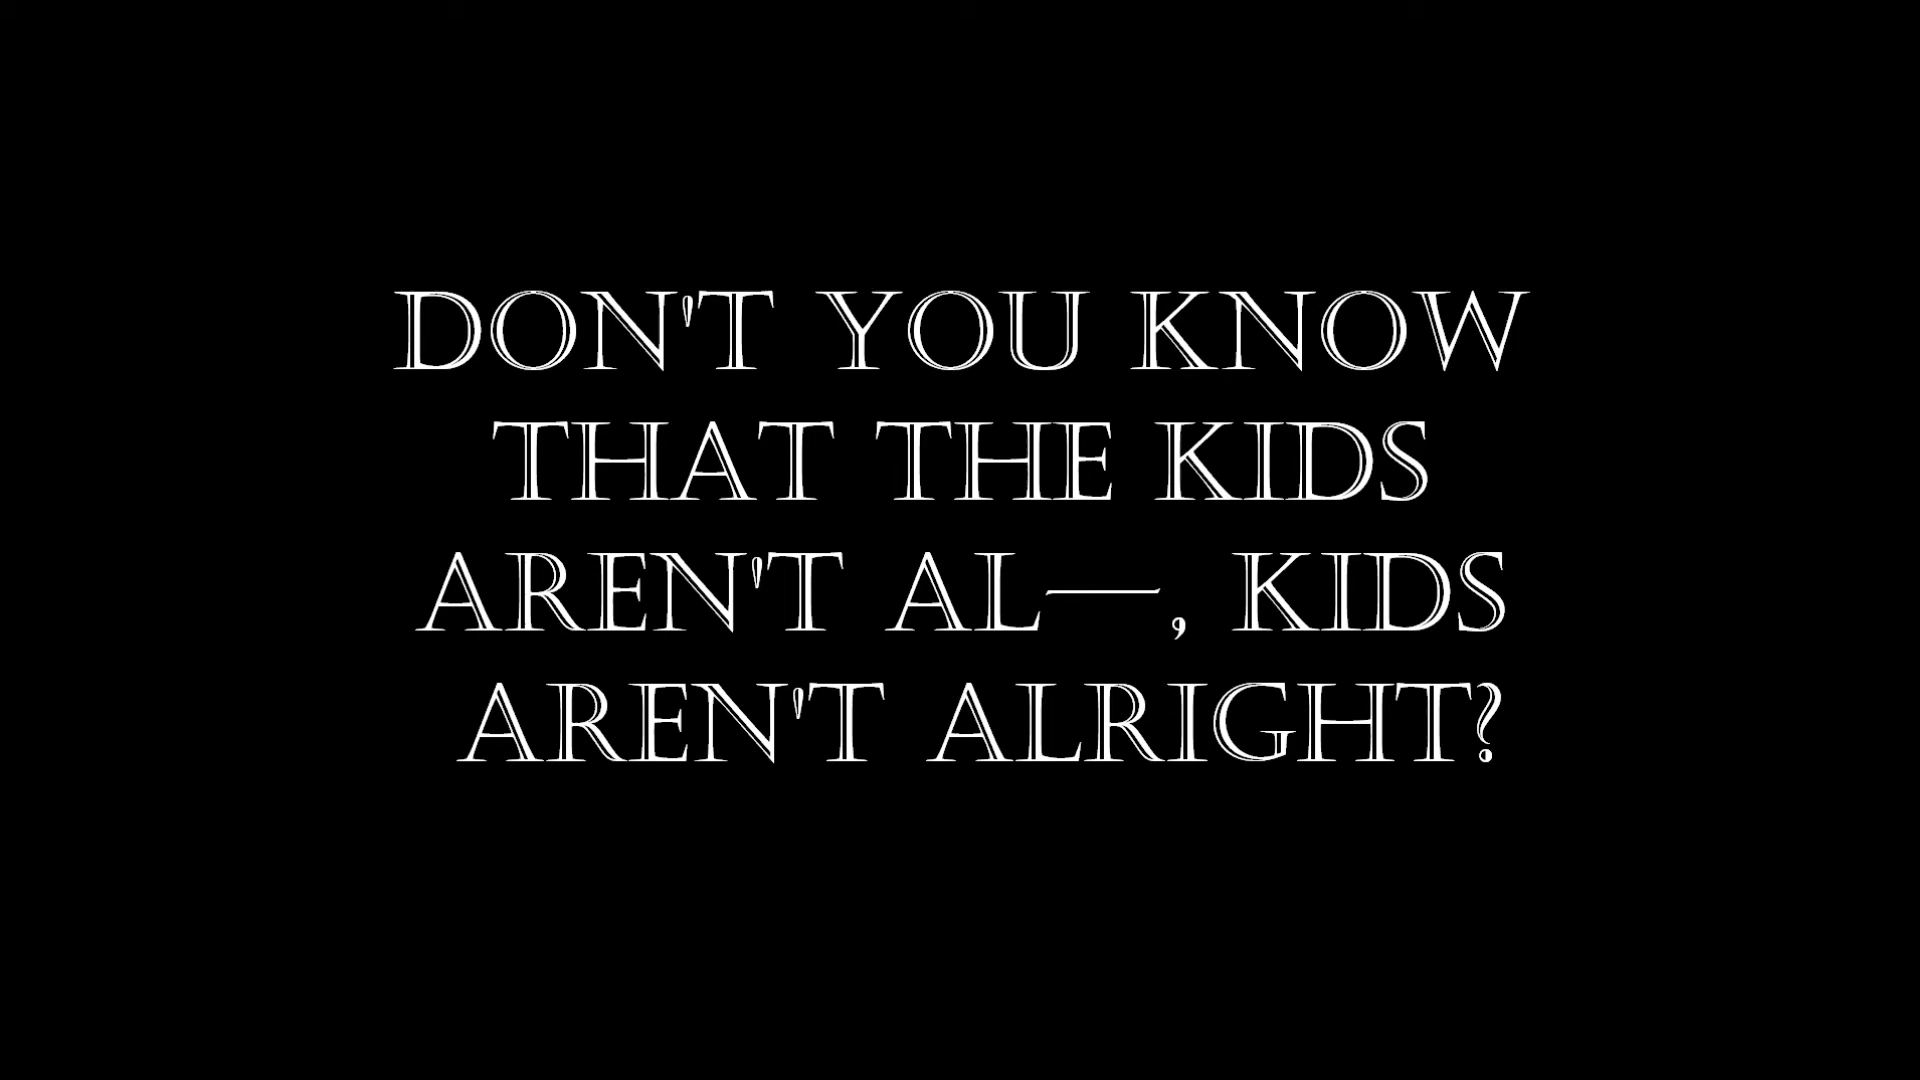 DON'T YOU KNOW
THAT THE KIDS
AREN'T AL—, KIDS
AREN'T ALRIGHT?